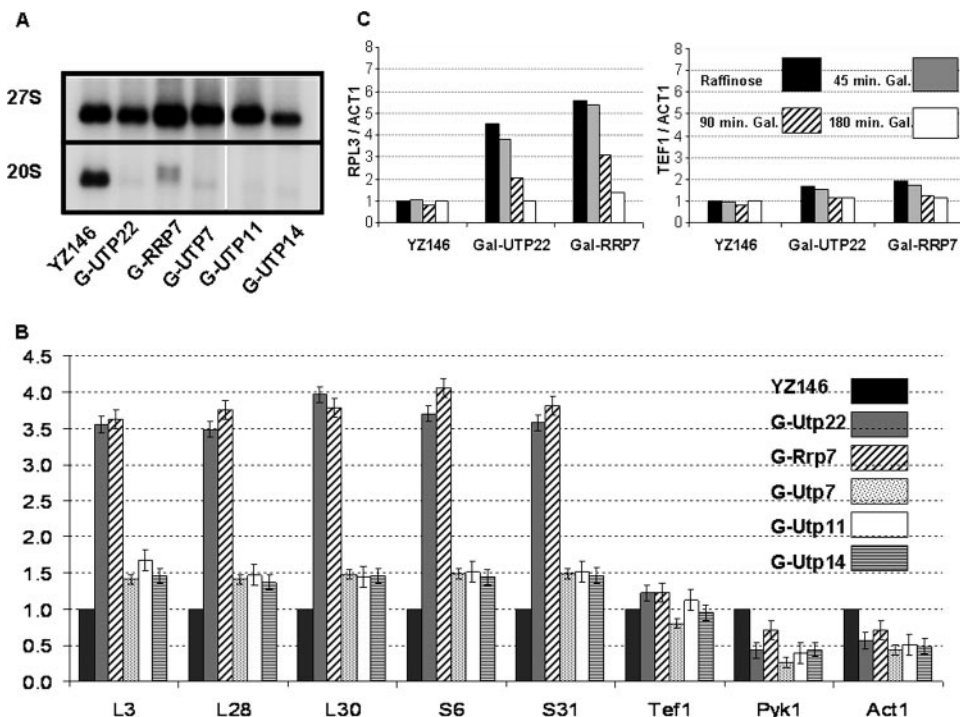 A
27S
20S
YZ146
G-UTP22
G-RRP7
G-UTP7
G-UTP11
G-UTP14
C
8
7
6
5
4
3
2
1
0
RPL3 / ACT1
YZ146 Gal-UTP22 Gal-RRP7
8
7
6
5
4
3
2
1
0
TEF1 / ACT1
Raffinose 45 min. Gal.
90 min. Gal. 180 min. Gal.
YZ146 Gal-UTP22 Gal-RRP7
B
4.5
4.0
3.5
3.0
2.5
2.0
1.5
1.0
0.5
0.0
YZ146
G-Utp22
G-Rrp7
G-Utp7
G-Utp11
G-Utp14
L3 L28 L30 S6 S31 Tef1 Pyk1 Act1